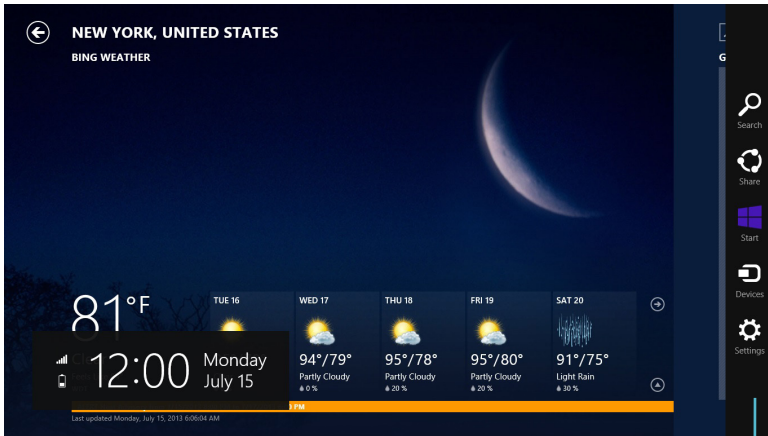 NEW YORK, UNITED STATES
BING WEATHER
G
Search
Share
Start
Devices
Settings
81°F
TUE 16
WED 17
94°/79°
Partly Cloudy
0 %
THU 18
95°/78°
Partly Cloudy
20 %
FRI 19
95°/80°
Partly Cloudy
20 %
SAT 20
91°/75°
Light Rain
30 %
12:00
Monday
July 15
PM
Last updated Monday, July 15, 2013 6:06:04 AM